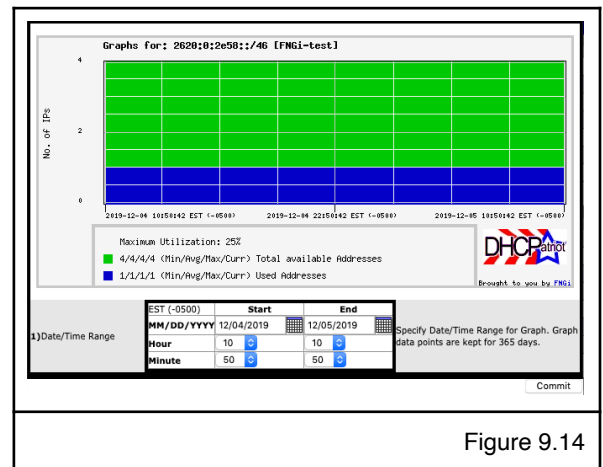 Graphs for: 2620:0:2e58::/46 [FNGi-test]
4
No. of IPs
2
0
2019-12-04 10:50:42 EST (-0500) 2019-12-04 22:50:42 EST (-0500) 2019-12-05 10:50:42 EST (-0500)
Maximum Utilization: 25%
4/4/4/4 (Min/Avg/Max/Curr) Total available Addresses
1/1/1/1 (Min/Avg/Max/Curr) Used Addresses
DHCPatriot
Brought to you by FNGi
EST (-0500) Start End
1)Date/Time Range
MM/DD/YYYY 12/04/2019 12/05/2019
Hour 10 10
Minute 50 50
Specify Date/Time Range for Graph. Graph
data points are kept for 365 days.
Commit
Figure 9.14